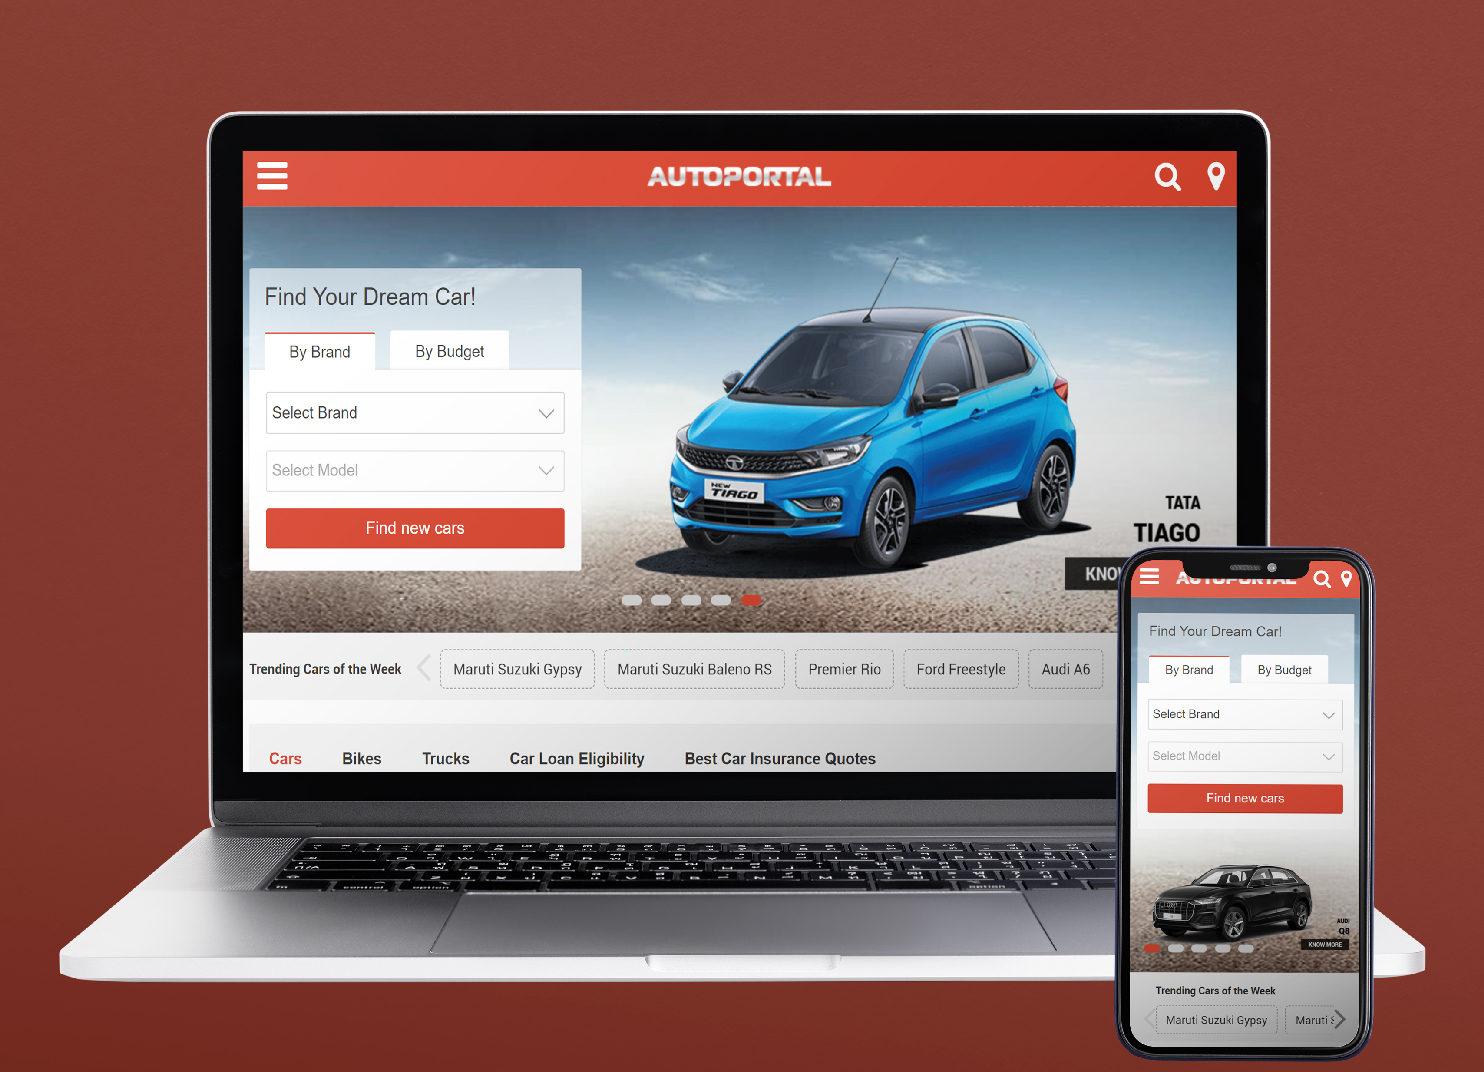 AUTOPORTAL
Find Your Dream Car!
By Brand
By Budget
Select Brand
Select Model
Find new cars
NEW
TIAGO
TATA
TIAGO
Trending Cars of the Week
Maruti Suzuki Gypsy
Maruti Suzuki Baleno RS
Premier Rio
Ford Freestyle
Audi A6
Cars
Bikes
Trucks
Car Loan Eligibility
Best Car Insurance Quotes
control
option
option
AUTOPORTAL
Find Your Dream Car!
By Brand
By Budget
Select Brand
Select Model
Find new cars
AUDI
Q8
KNOW MORE
Trending Cars of the Week
Maruti Suzuki Gypsy
Maruti